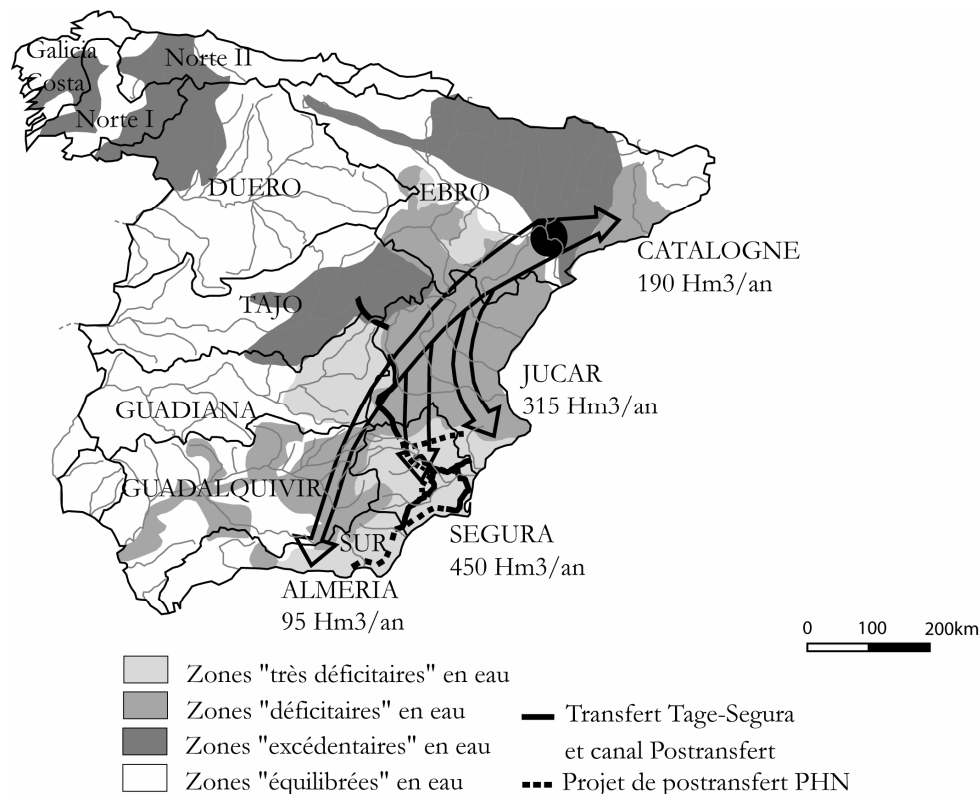 Galicia
Costa
Norte II
Norte I
DUERO
EBRO
CATALOGNE
190 Hm3/an
TAJO
JUCAR
315 Hm3/an
GUADIANA
GUADALQUIVIR
SUR
SEGURA
450 Hm3/an
ALMERIA
95 Hm3/an
0 100 200km
Zones "très déficitaires" en eau
Zones "déficitaires" en eau
Zones "excédentaires" en eau
Zones "équilibrées" en eau
Transfert Tage-Segura
et canal Postransfert
Projet de postransfert PHN